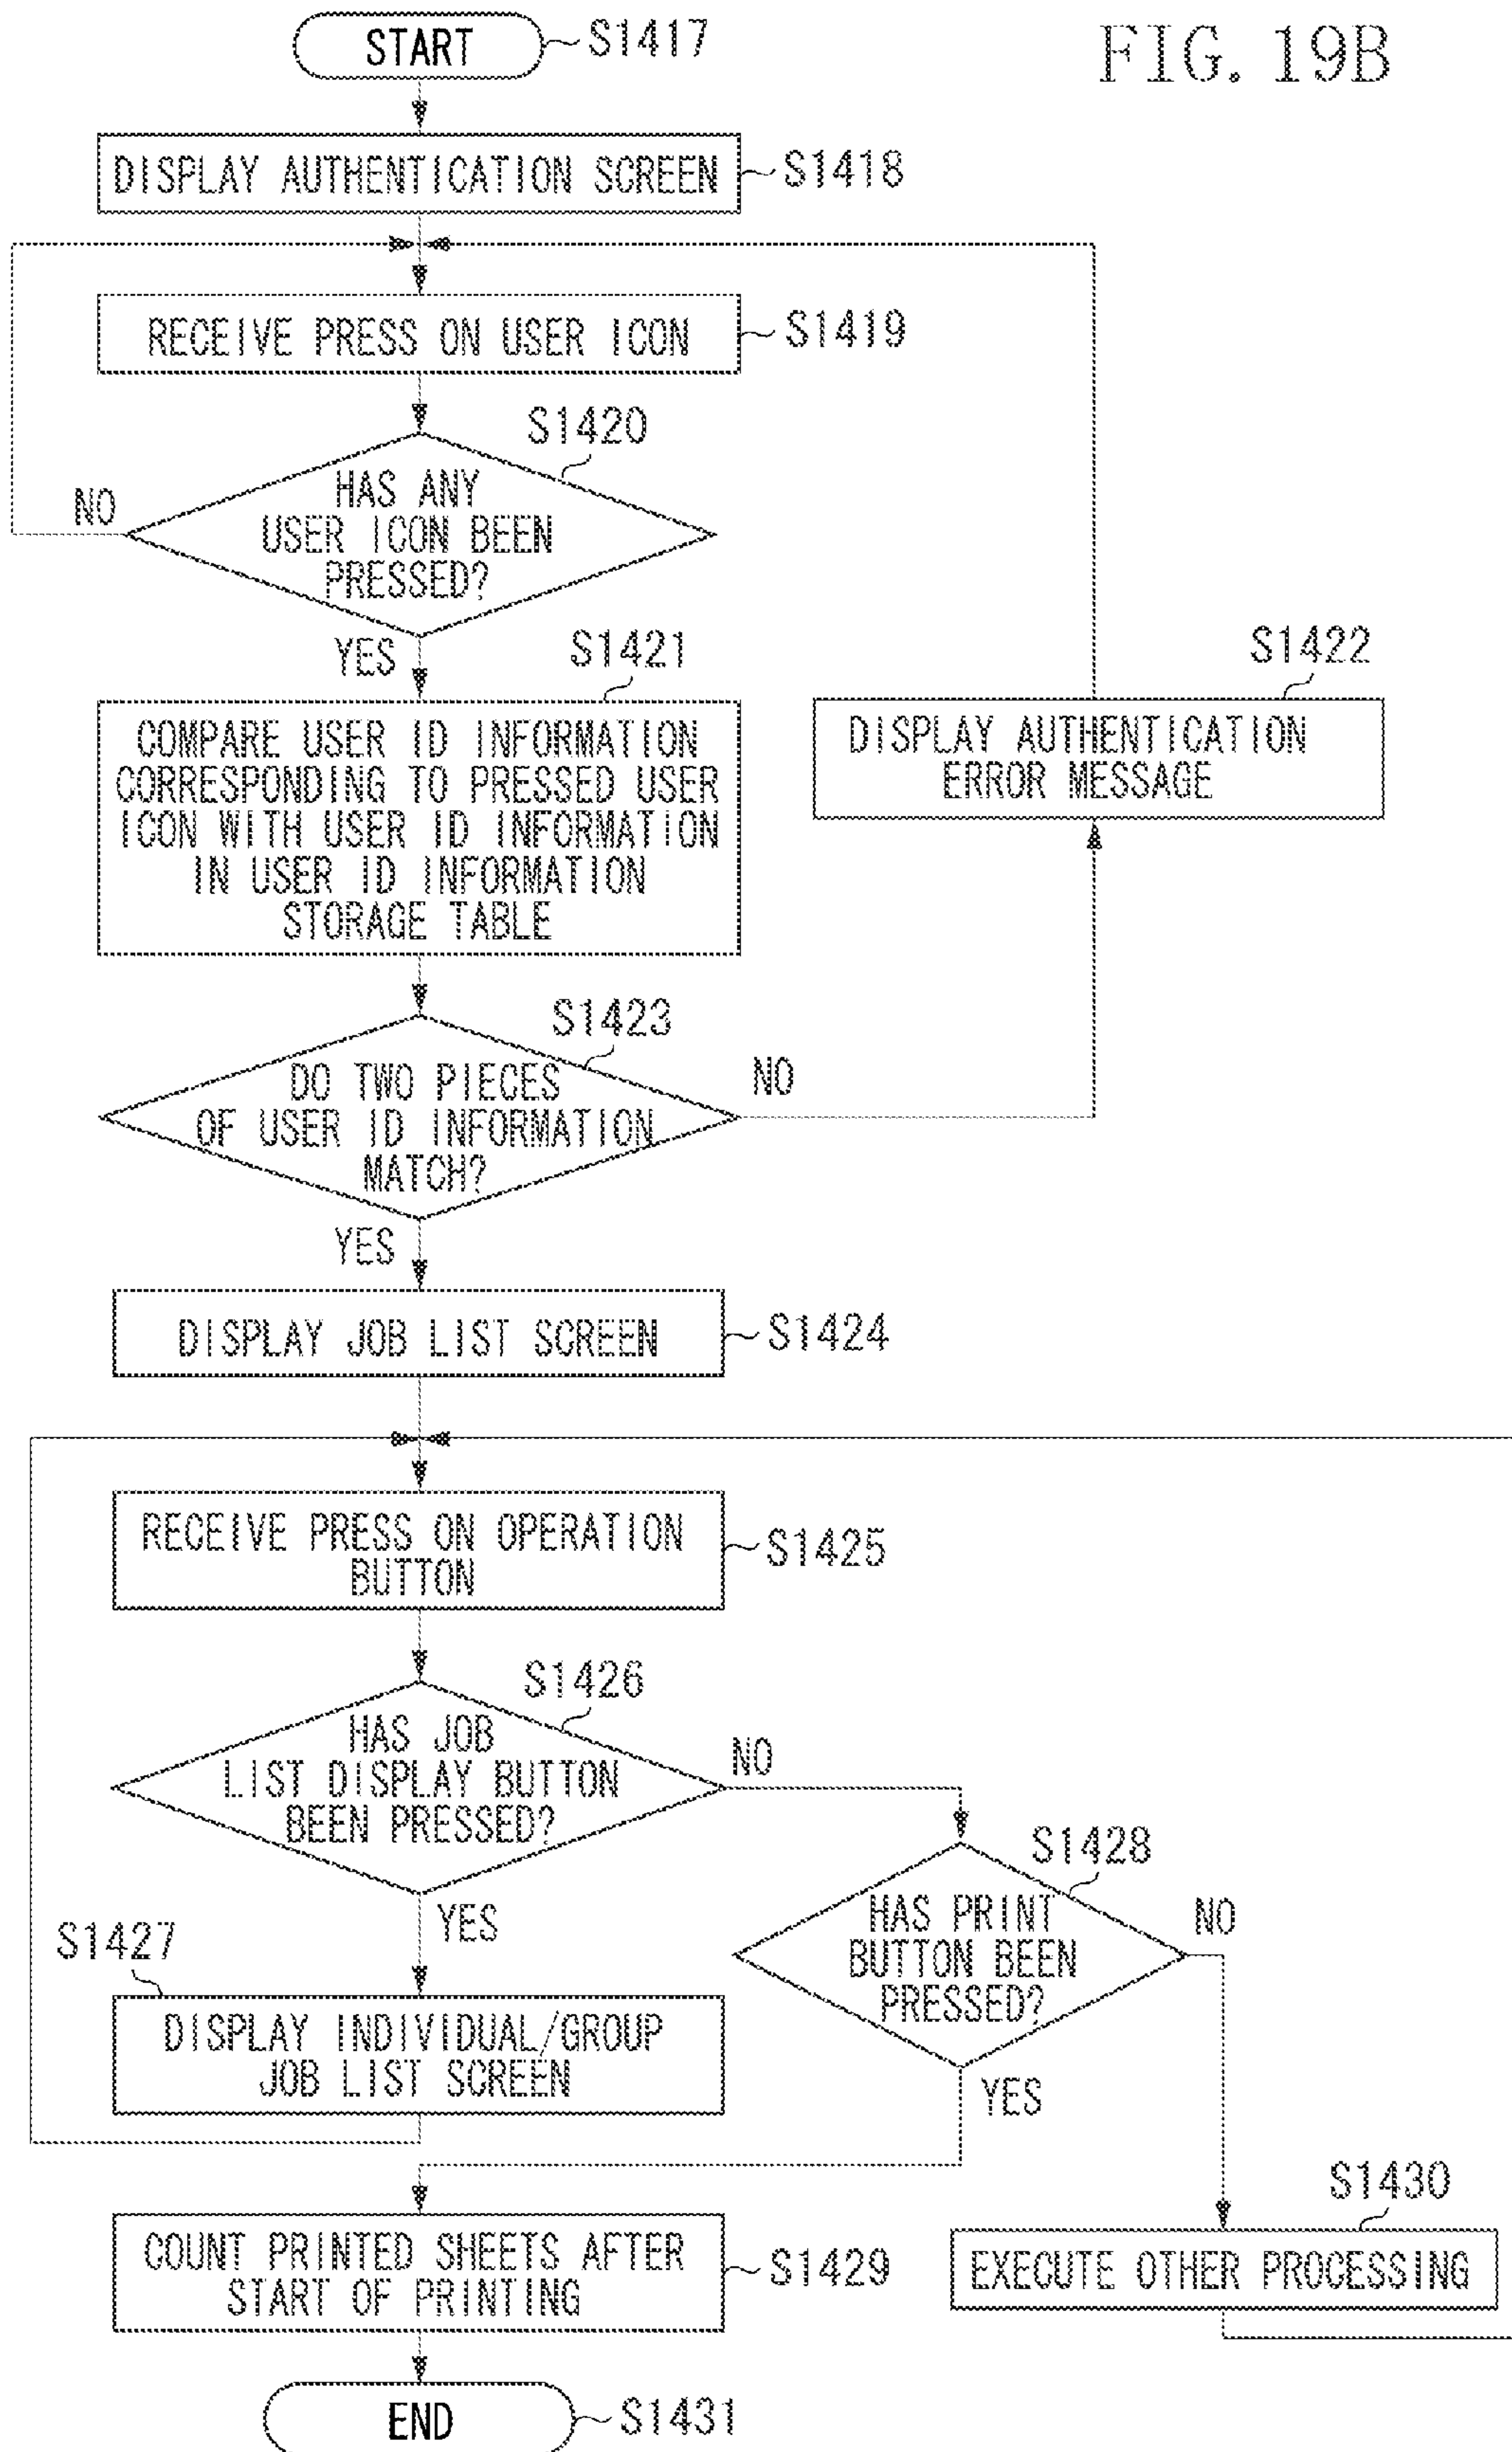 FIG. 19B
START
S1417
DISPLAY AUTHENTICATION SCREEN
S1418
RECEIVE PRESS ON USER ICON
S1419
S1420
HAS ANY
USER ICON BEEN
PRESSED?
NO
YES
S1421
COMPARE USER ID INFORMATION
CORRESPONDING TO PRESSED USER
ICON WITH USER ID INFORMATION
IN USER ID INFORMATION
STORAGE TABLE
S1422
DISPLAY AUTHENTICATION
ERROR MESSAGE
S1423
DO TWO PIECES
OF USER ID INFORMATION
MATCH?
NO
YES
DISPLAY JOB LIST SCREEN
S1424
RECEIVE PRESS ON OPERATION
BUTTON
S1425
S1426
HAS JOB
LIST DISPLAY BUTTON
BEEN PRESSED?
NO
YES
S1427
DISPLAY INDIVIDUAL/GROUP
JOB LIST SCREEN
S1428
HAS PRINT
BUTTON BEEN
PRESSED?
NO
YES
COUNT PRINTED SHEETS AFTER
START OF PRINTING
S1429
S1430
EXECUTE OTHER PROCESSING
END
S1431